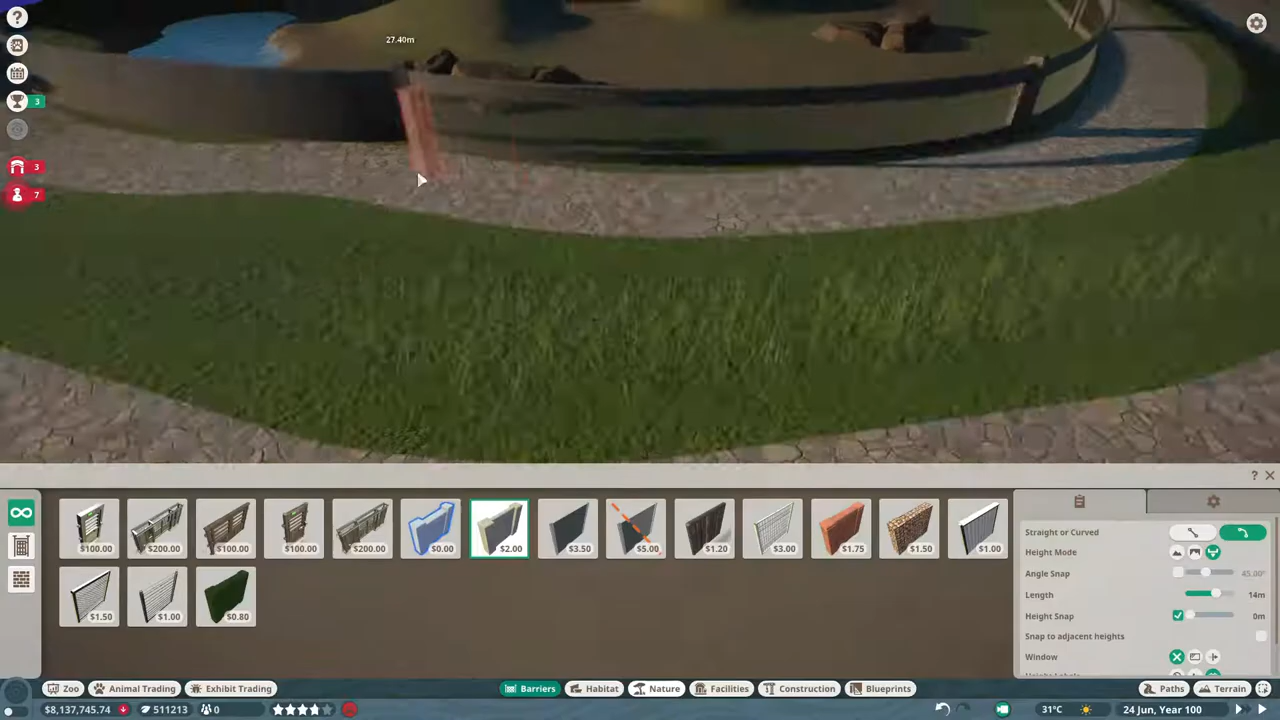 27.40m
3
3
7
?
$100.00
$200.00
$100.00
$100.00
$200.00
$0.00
$2.00
$3.50
$5.00
$1.20
$3.00
$1.75
$1.50
$1.00
$1.50
$1.00
$0.80
Straight or Curved
Height Mode
Angle Snap 45.00°
Length 14m
Height Snap 0m
Snap to adjacent heights
Window
Zoo
Animal Trading
Exhibit Trading
Barriers
Habitat
Nature
Facilities
Construction
Blueprints
Paths
Terrain
$8,137,745.74
511213
0
31°C
24 Jun, Year 100